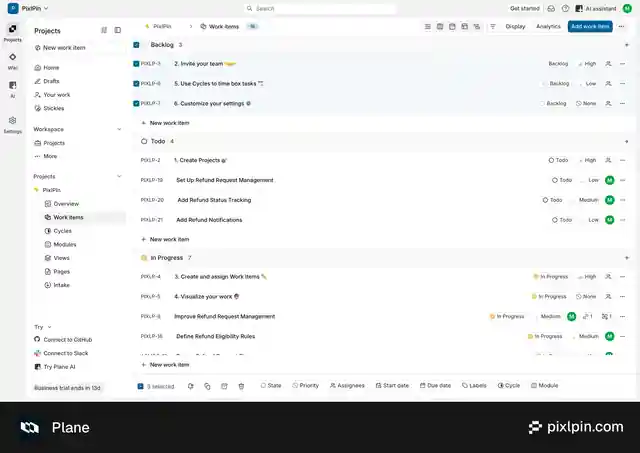 PixlPin
Search
Get started
AI assistant
M
Projects
Wiki
AI
Settings
Projects
New work item
Home
Drafts
Your work
Stickies
Workspace
Projects
More
Projects
PixlPin
Overview
Work items
Cycles
Modules
Views
Pages
Intake
Try
Connect to GitHub
Connect to Slack
Try Plane AI
Business trial ends in 13d
PixlPin
Work items
Display
Analytics
Add work item
Backlog 3
PIXLP-3 2. Invite your team Backlog High
PIXLP-6 5. Use Cycles to time box tasks Backlog Low
PIXLP-7 6. Customize your settings Backlog None
New work item
Todo 4
PIXLP-2 1. Create Projects Todo High
PIXLP-19 Set Up Refund Request Management Todo Low M
PIXLP-20 Add Refund Status Tracking Todo Medium M
PIXLP-21 Add Refund Notifications Todo Low M
New work item
In Progress 7
PIXLP-4 3. Create and assign Work Items In Progress High
PIXLP-5 4. Visualize your work In Progress None
Improve Refund Request Management In Progress Medium M 1 1
Define Refund Eligibility Rules In Progress Medium M
New work item
3 selected
State
Priority
Assignees
Start date
Due date
Labels
Cycle
Module
Plane
pixlpin.com